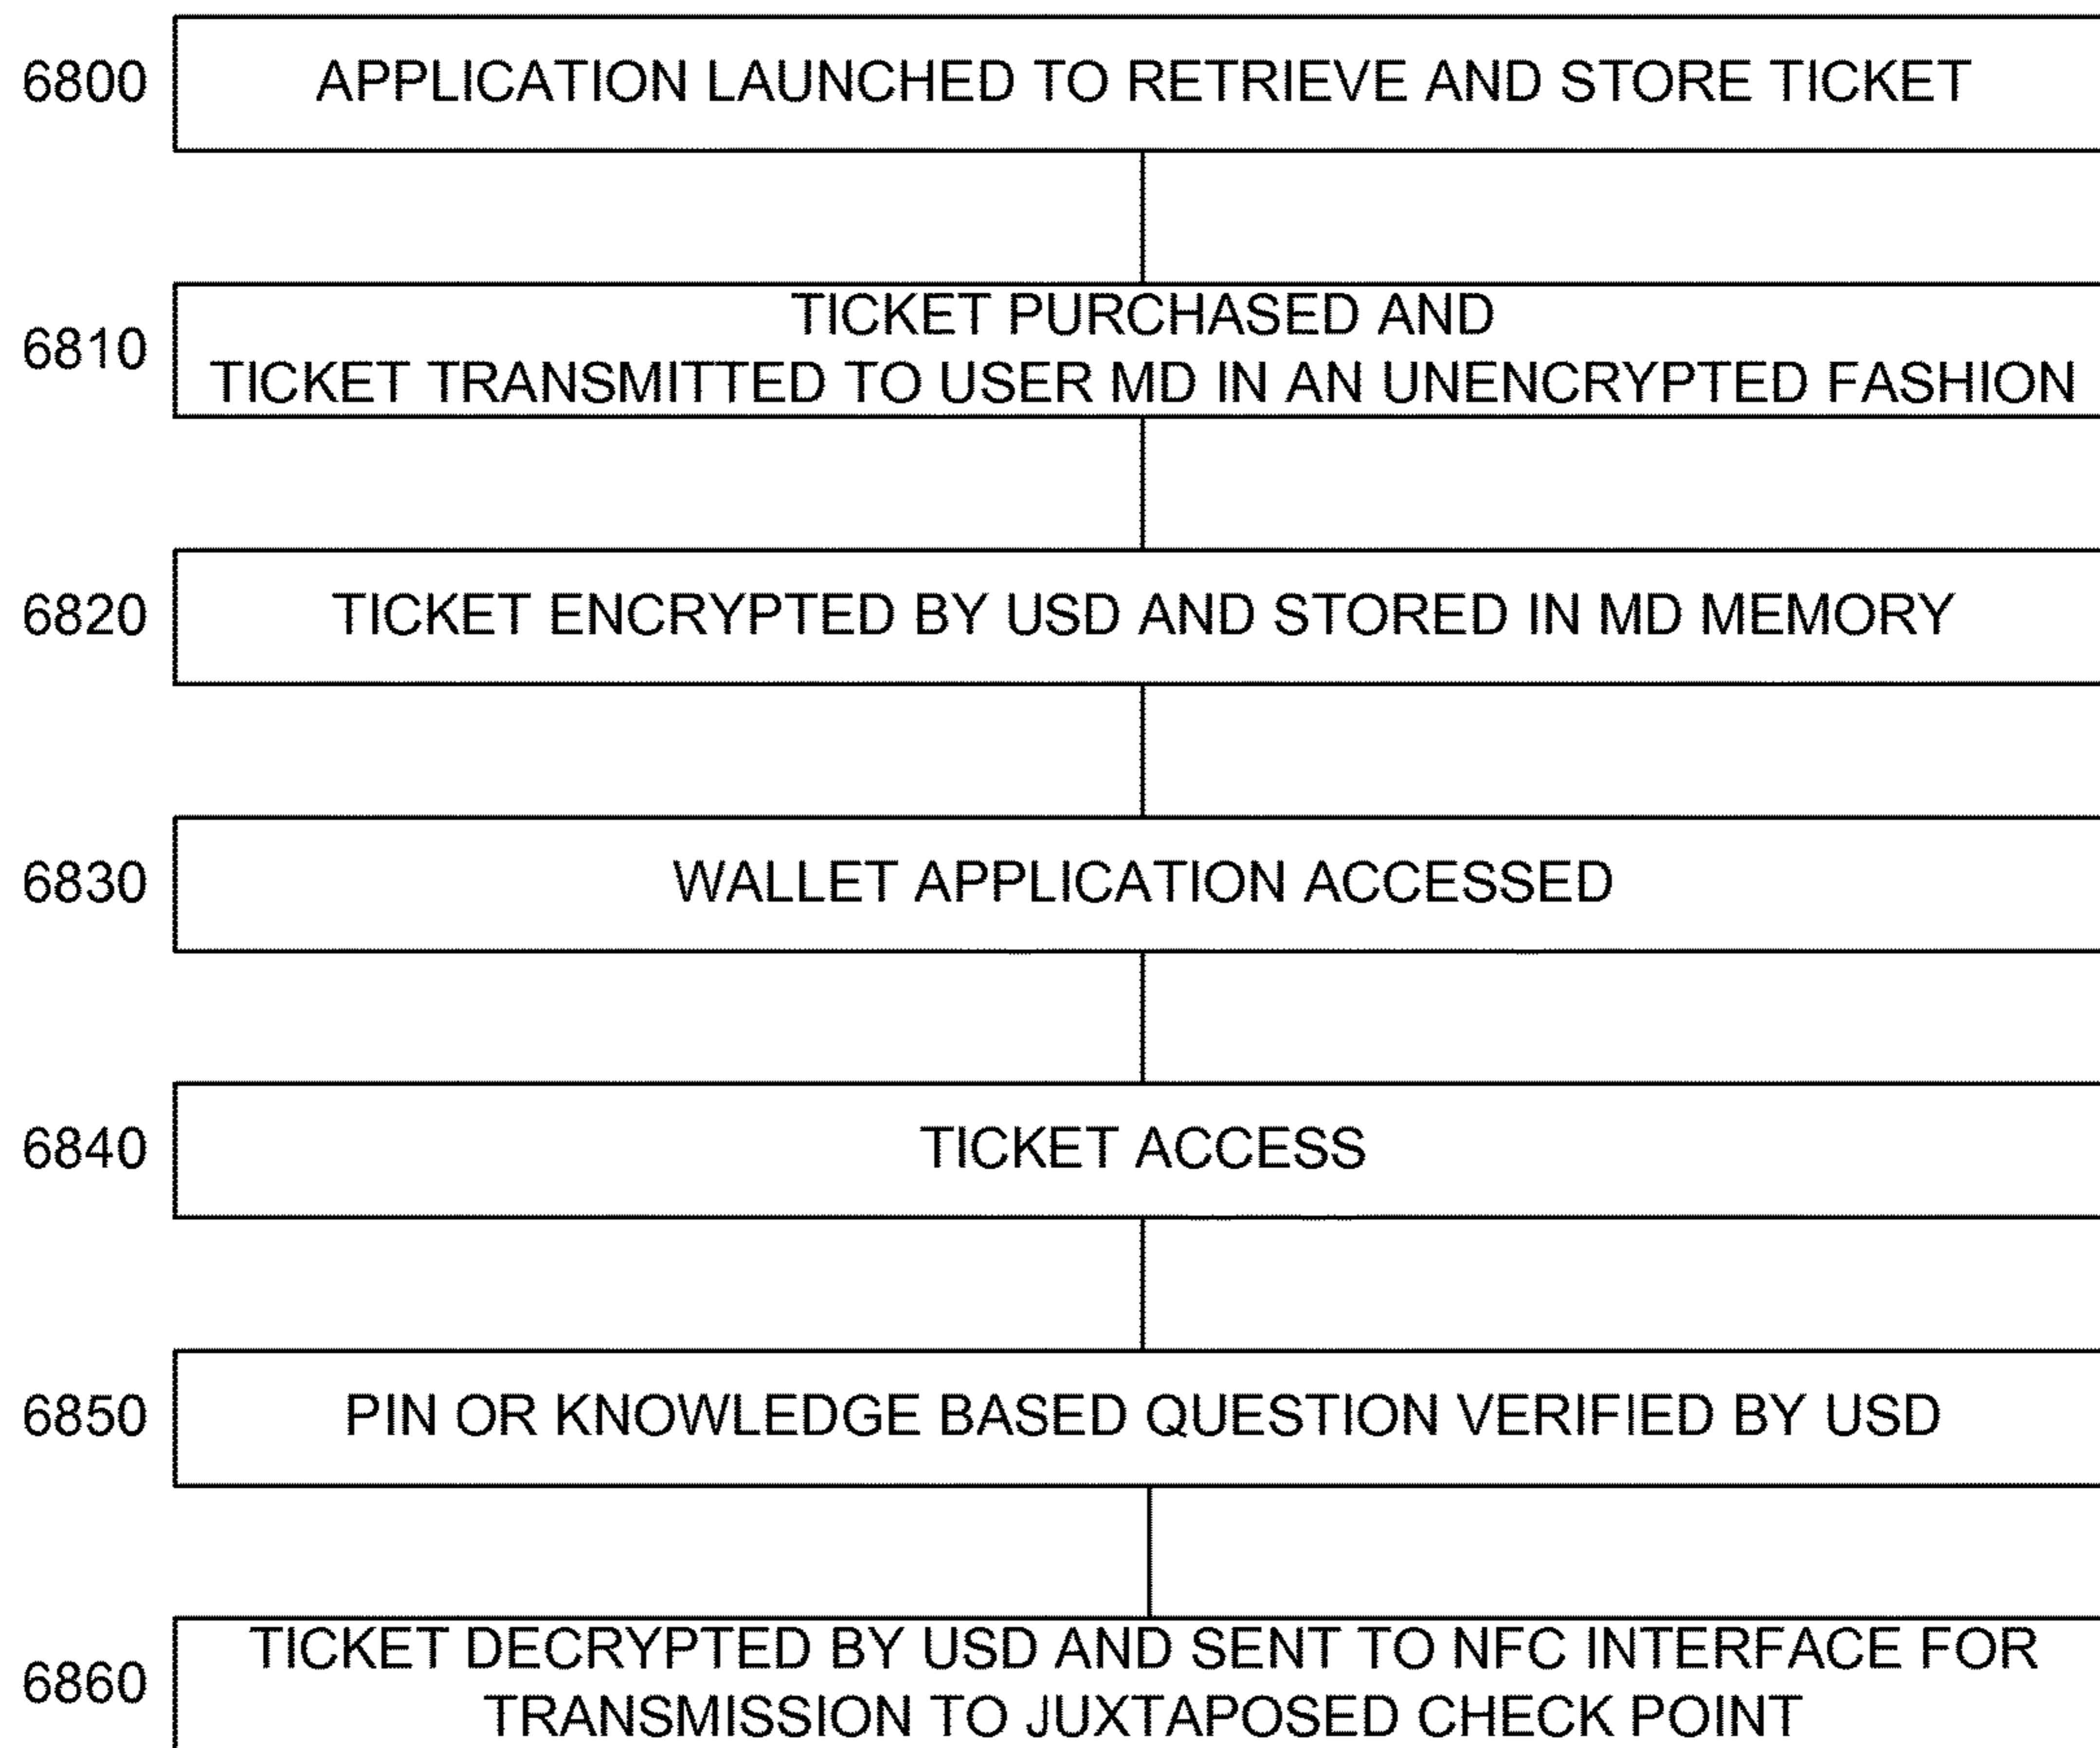 6800 APPLICATION LAUNCHED TO RETRIEVE AND STORE TICKET
6810 TICKET PURCHASED AND
TICKET TRANSMITTED TO USER MD IN AN UNENCRYPTED FASHION
6820 TICKET ENCRYPTED BY USD AND STORED IN MD MEMORY
6830 WALLET APPLICATION ACCESSED
6840 TICKET ACCESS
6850 PIN OR KNOWLEDGE BASED QUESTION VERIFIED BY USD
6860 TICKET DECRYPTED BY USD AND SENT TO NFC INTERFACE FOR
TRANSMISSION TO JUXTAPOSED CHECK POINT